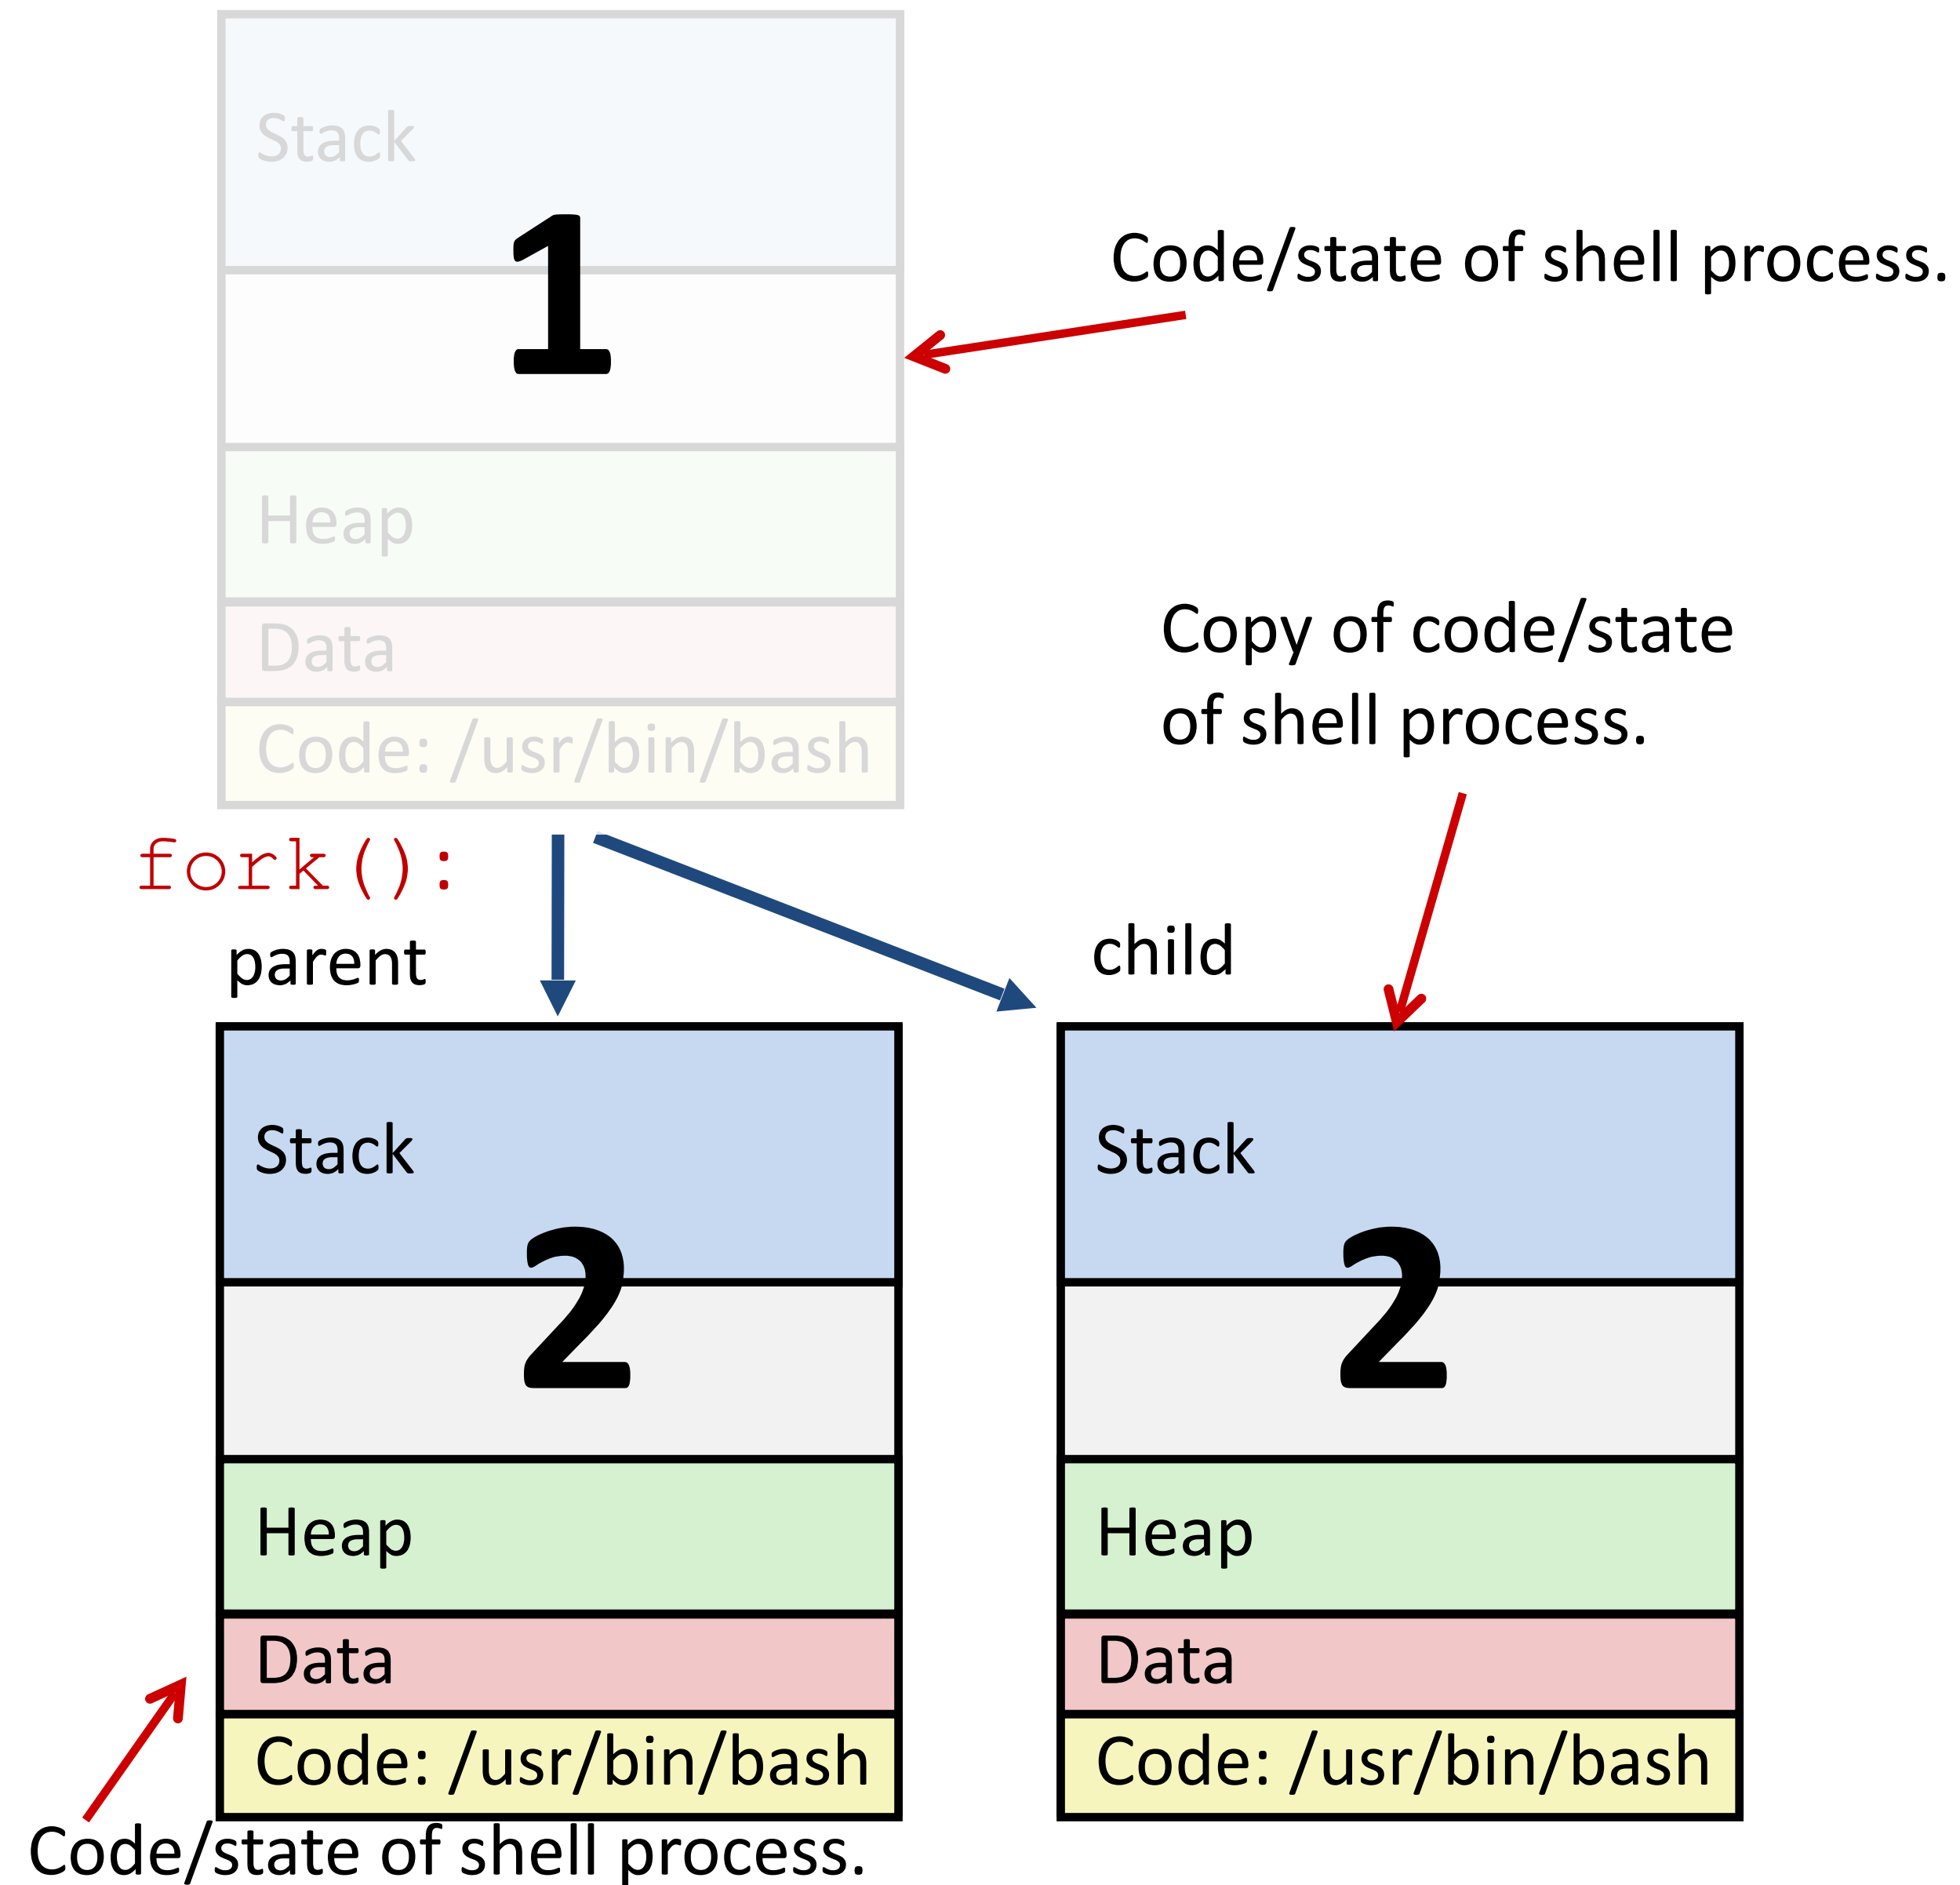 Stack
1
Code/state of shell process.
Heap
Data
Code: /usr/bin/bash
Copy of code/state
of shell process.
fork():
parent
child
Stack
2
Heap
Data
Code: /usr/bin/bash
Stack
2
Heap
Data
Code: /usr/bin/bash
Code/state of shell process.